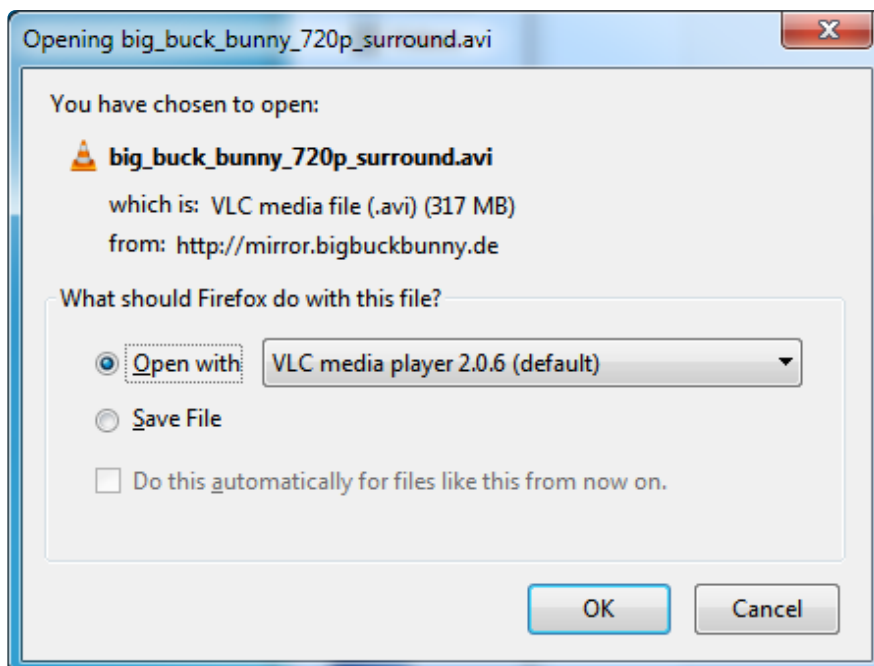 Opening big_buck_bunny_720p_surround.avi
You have chosen to open:
big_buck_bunny_720p_surround.avi
which is: VLC media file (.avi) (317 MB)
from: http://mirror.bigbuckbunny.de
What should Firefox do with this file?
Open with VLC media player 2.0.6 (default)
Save File
Do this automatically for files like this from now on.
OK Cancel